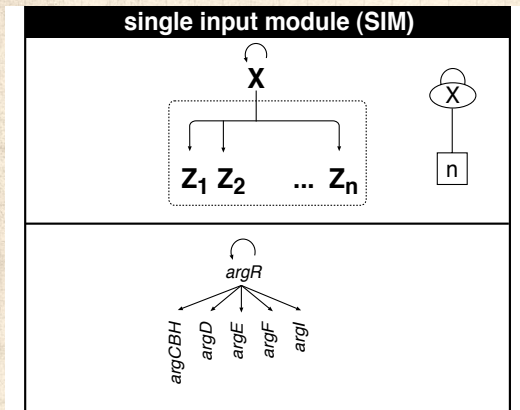 single input module (SIM)
X
X
Z1 Z2 ... Zn
n
argR
argCBH
argD
argE
argF
argI